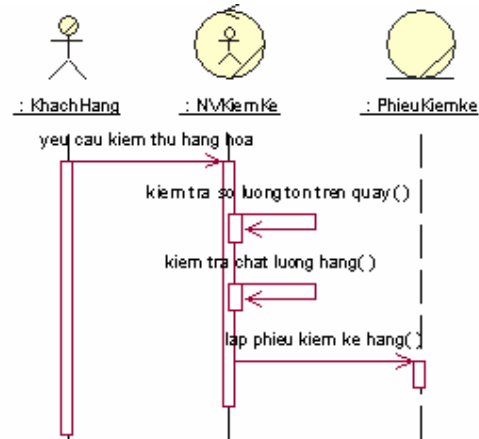 : KhachHang
: NVKiemKe
: PhieuKiemke
yeu cau kiem thu hang hoa
kiem tra so luong ton tren quay()
kiem tra chat luong hang()
lap phieu kiem ke hang()